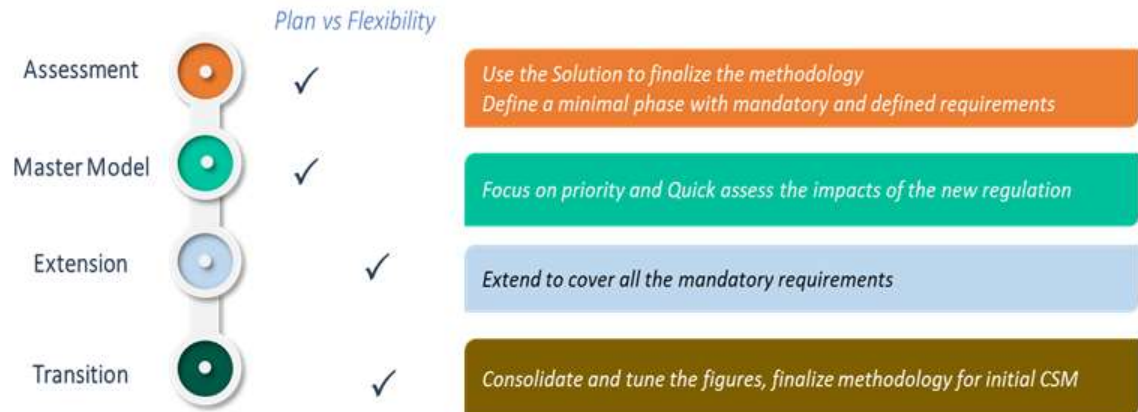 Plan vs Flexibility
Assessment
✓
Use the Solution to finalize the methodology
Define a minimal phase with mandatory and defined requirements
Master Model
✓
Focus on priority and Quick assess the impacts of the new regulation
Extension
✓
Extend to cover all the mandatory requirements
Transition
✓
Consolidate and tune the figures, finalize methodology for initial CSM